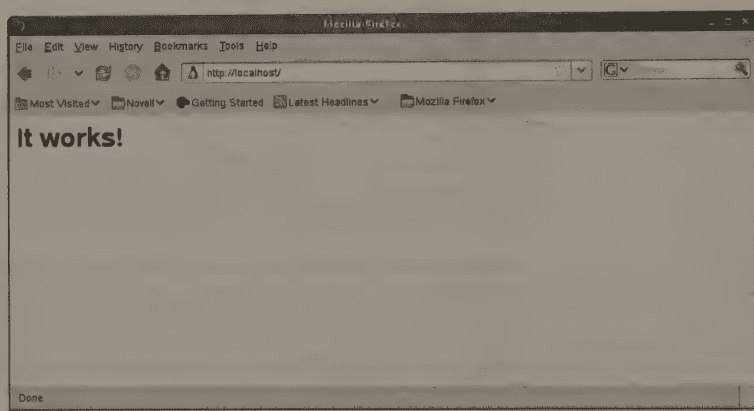 Mozilla Firefox
File Edit View History Bookmarks Tools Help
http://localhost/
G
Most Visited Novell Getting Started Latest Headlines Mozilla Firefox
It works!
Done